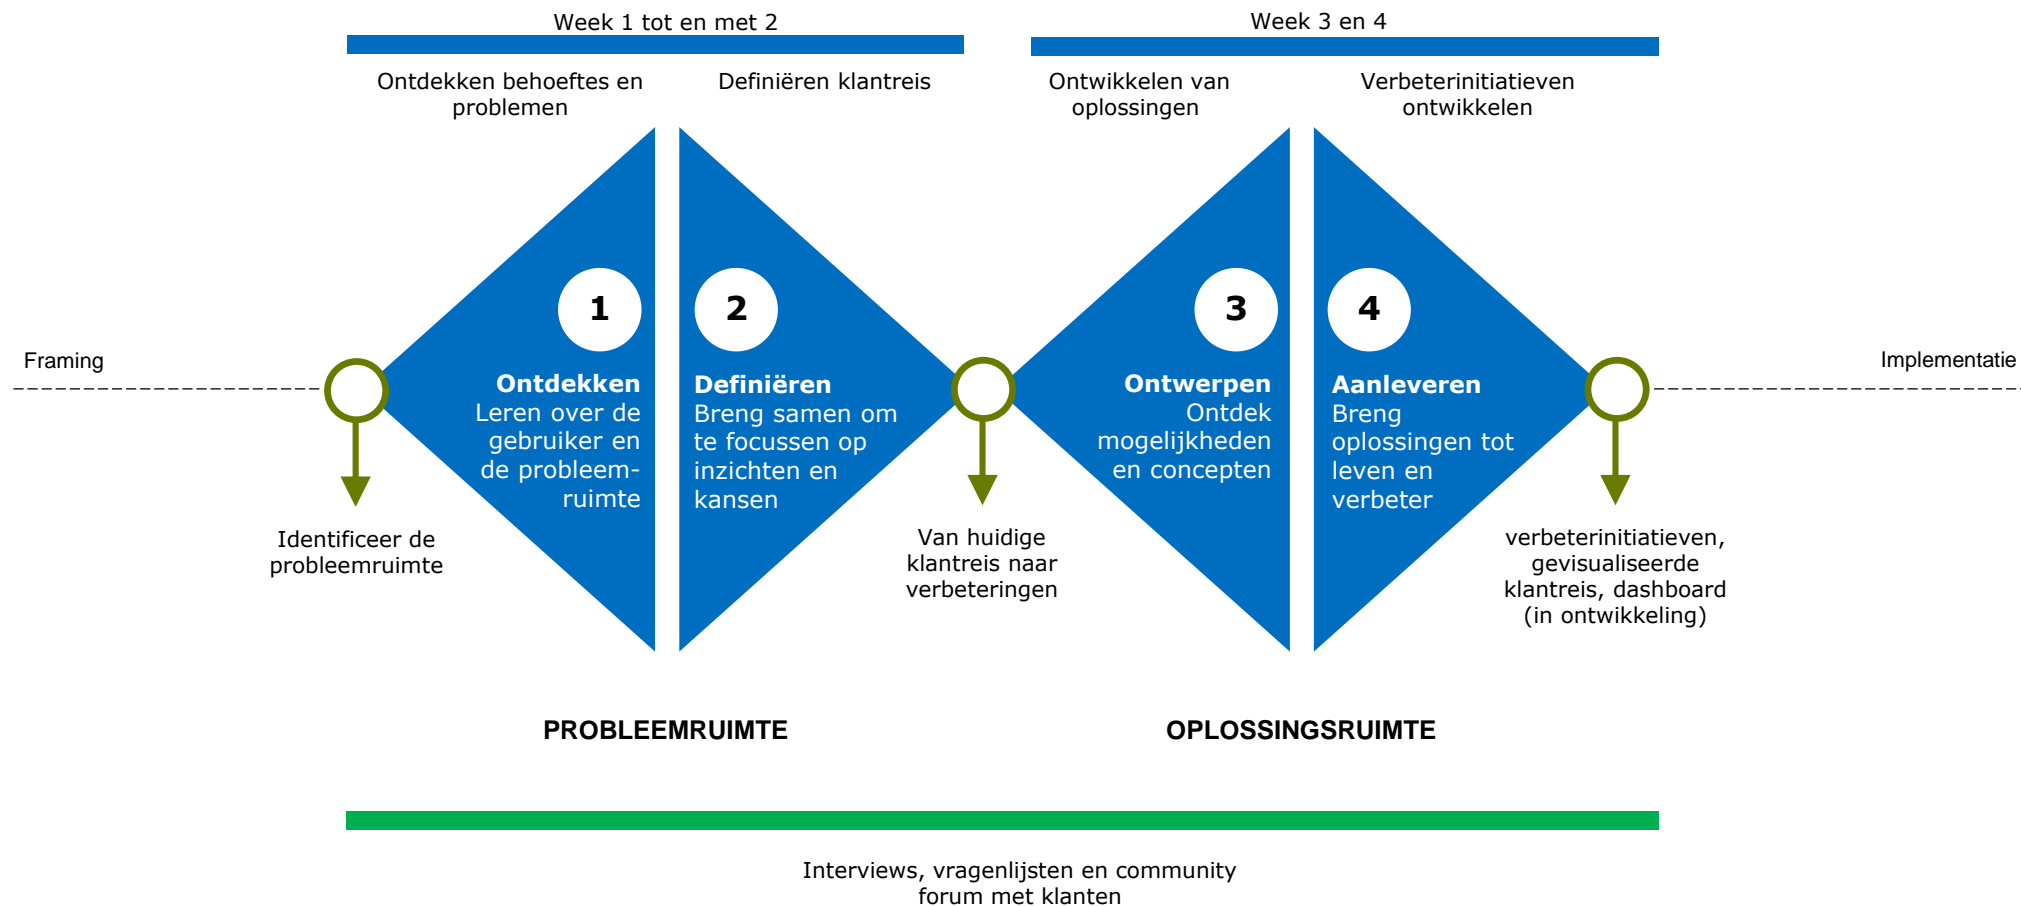 Week 1 tot en met 2
Week 3 en 4
Ontdekken behoeftes en
problemen
Definiëren klantreis
Ontwikkelen van
oplossingen
Verbeterinitiatieven
ontwikkelen
Framing
1
Ontdekken
Leren over de
gebruiker en
de probleem-
ruimte
2
Definiëren
Breng samen om
te focussen op
inzichten en
kansen
3
Ontwerpen
Ontdek
mogelijkheden
en concepten
4
Aanleveren
Breng
oplossingen tot
leven en
verbeter
Implementatie
Identificeer de
probleemruimte
Van huidige
klantreis naar
verbeteringen
verbeterinitiatieven,
gevisualiseerde
klantreis, dashboard
(in ontwikkeling)
PROBLEEMRUIMTE
OPLOSSINGSRUIMTE
Interviews, vragenlijsten en community
forum met klanten